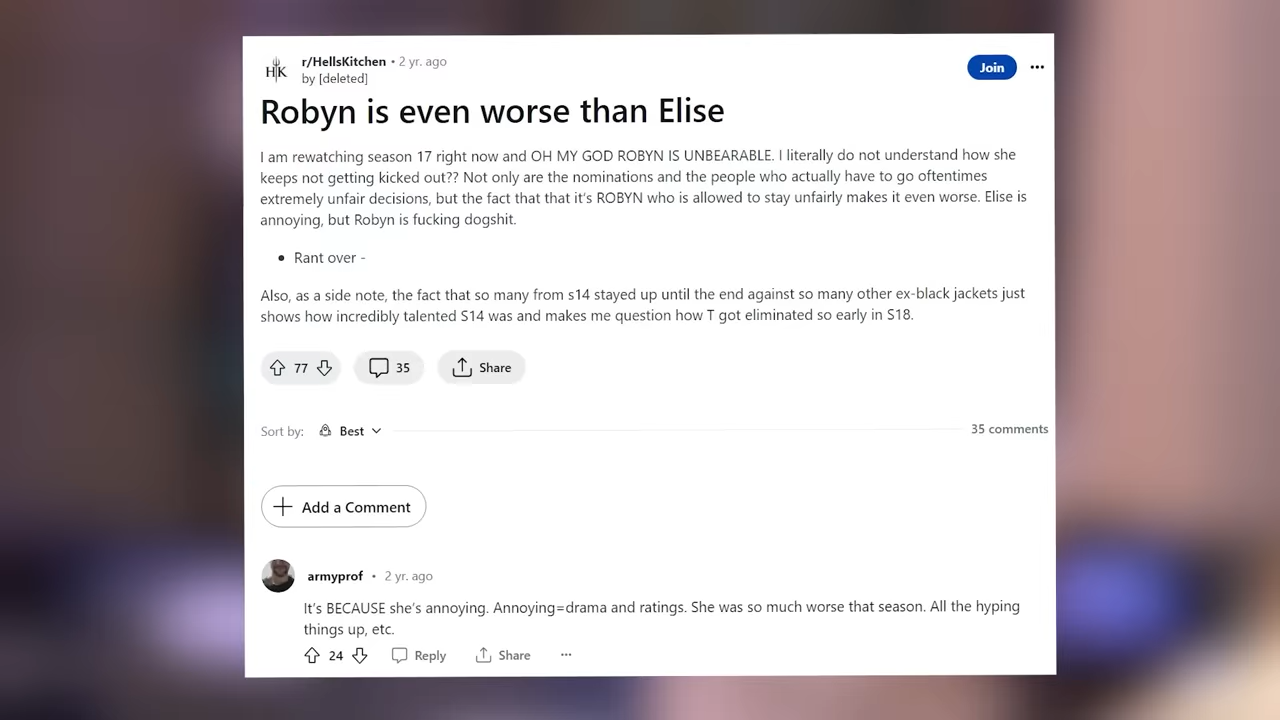 HK
r/HellsKitchen • 2 yr. ago
by [deleted]
Join
Robyn is even worse than Elise
I am rewatching season 17 right now and OH MY GOD ROBYN IS UNBEARABLE. I literally do not understand how she
keeps not getting kicked out?? Not only are the nominations and the people who actually have to go oftentimes
extremely unfair decisions, but the fact that that it's ROBYN who is allowed to stay unfairly makes it even worse. Elise is
annoying, but Robyn is fucking dogshit.
• Rant over -
Also, as a side note, the fact that so many from s14 stayed up until the end against so many other ex-black jackets just
shows how incredibly talented S14 was and makes me question how T got eliminated so early in S18.
77 35 Share
Sort by: Best 35 comments
Add a Comment
armyprof • 2 yr. ago
It's BECAUSE she's annoying. Annoying=drama and ratings. She was so much worse that season. All the hyping
things up, etc.
24 Reply Share